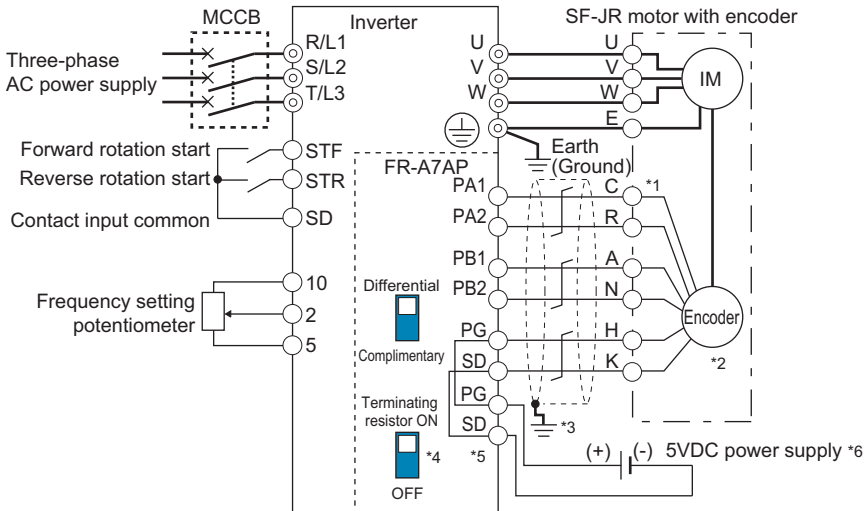 MCCB
Inverter
SF-JR motor with encoder
Three-phase
AC power supply
R/L1
S/L2
T/L3
U
V
W
U
V
W
E
IM
Earth
(Ground)
Forward rotation start
Reverse rotation start
Contact input common
STF
STR
SD
FR-A7AP
PA1
PA2
PB1
PB2
PG
SD
PG
SD
C
R
A
N
H
K
*1
Encoder
*2
Frequency setting
potentiometer
10
2
5
Differential
Complimentary
Terminating
resistor ON
*4
OFF
*5
*3
(+)
(-)
5VDC power supply *6